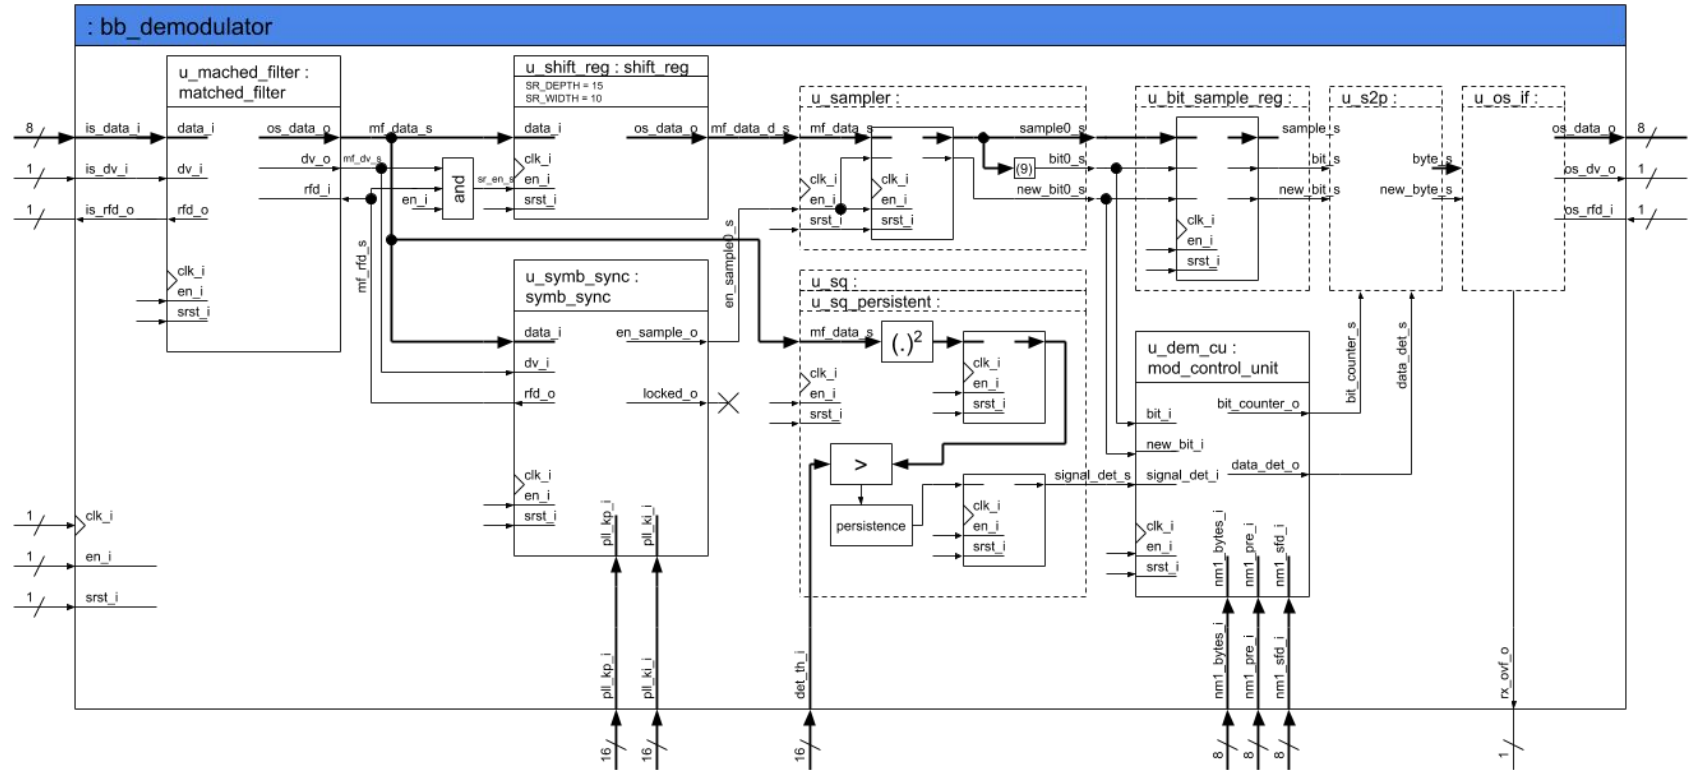 : bb_demodulator
8
is_data_i
1
is_dv_i
1
is_rfd_o
1
clk_i
1
en_i
1
srst_i
u_mached_filter :
matched_filter
data_i
os_data_o
dv_i
dv_o
rfd_i
rfd_o
clk_i
en_i
srst_i
mf_data_s
mf_dv_s
en_i
and
sr_en_s
mf_rfd_s
u_shift_reg : shift_reg
SR_DEPTH = 15
SR_WIDTH = 10
data_i
os_data_o
clk_i
en_i
srst_i
mf_data_d_s
u_symb_sync :
symb_sync
data_i
en_sample_o
dv_i
rfd_o
locked_o
clk_i
en_i
srst_i
pll_kp_i
pll_ki_i
pll_kp_i
pll_ki_i
16
16
en_sample0_s
u_sampler :
mf_data_s
clk_i
en_i
srst_i
clk_i
en_i
srst_i
sample0_s
(9)
bit0_s
new_bit0_s
u_sq :
u_sq_persistent :
mf_data_s
(.)2
clk_i
en_i
srst_i
clk_i
en_i
srst_i
>
persistence
clk_i
en_i
srst_i
signal_det_s
det_th_i
16
u_bit_sample_reg :
clk_i
en_i
srst_i
sample_s
bit_s
new_bit_s
u_s2p :
byte_s
new_byte_s
u_os_if :
os_data_o
8
os_dv_o
1
os_rfd_i
1
u_dem_cu :
mod_control_unit
bit_counter_o
bit_i
new_bit_i
data_det_o
signal_det_i
clk_i
en_i
srst_i
nm1_bytes_i
nm1_pre_i
nm1_sfd_i
nm1_bytes_i
nm1_pre_i
nm1_sfd_i
8
8
8
bit_counter_s
data_det_s
rx_ovf_o
1